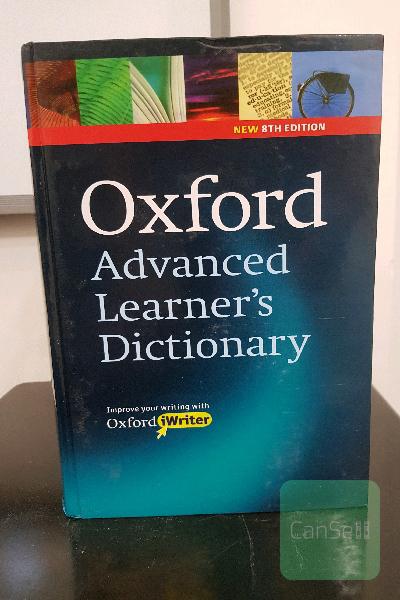 NEW 8TH EDITION
Oxford
Advanced
Learner's
Dictionary
Improve your writing with
Oxford iWriter
CanSell